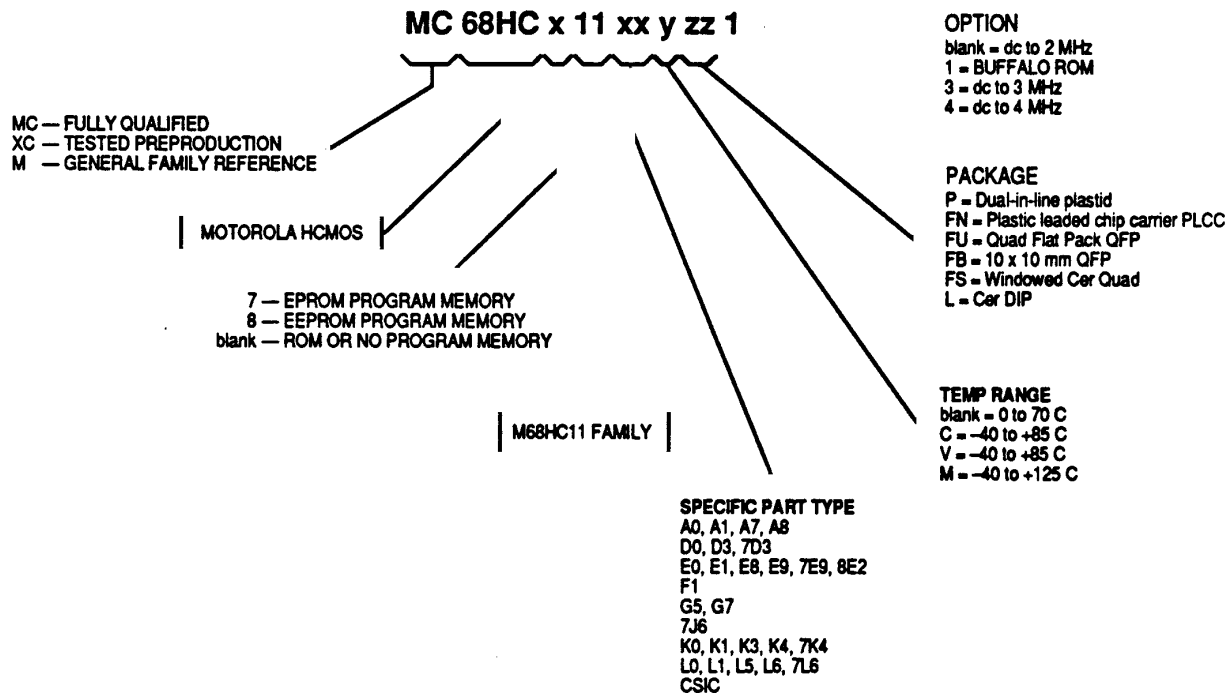 MC 68HC x 11 xx y zz 1
MC — FULLY QUALIFIED
XC — TESTED PREPRODUCTION
M — GENERAL FAMILY REFERENCE
MOTOROLA HCMOS
7 — EPROM PROGRAM MEMORY
8 — EEPROM PROGRAM MEMORY
blank — ROM OR NO PROGRAM MEMORY
M68HC11 FAMILY
SPECIFIC PART TYPE
A0, A1, A7, A8
D0, D3, 7D3
E0, E1, E8, E9, 7E9, 8E2
F1
G5, G7
7J6
K0, K1, K3, K4, 7K4
L0, L1, L5, L6, 7L6
CSIC
OPTION
blank = dc to 2 MHz
1 = BUFFALO ROM
3 = dc to 3 MHz
4 = dc to 4 MHz
PACKAGE
P = Dual-in-line plastid
FN = Plastic leaded chip carrier PLCC
FU = Quad Flat Pack QFP
FB = 10 x 10 mm QFP
FS = Windowed Cer Quad
L = Cer DIP
TEMP RANGE
blank = 0 to 70 C
C = –40 to +85 C
V = –40 to +85 C
M = –40 to +125 C